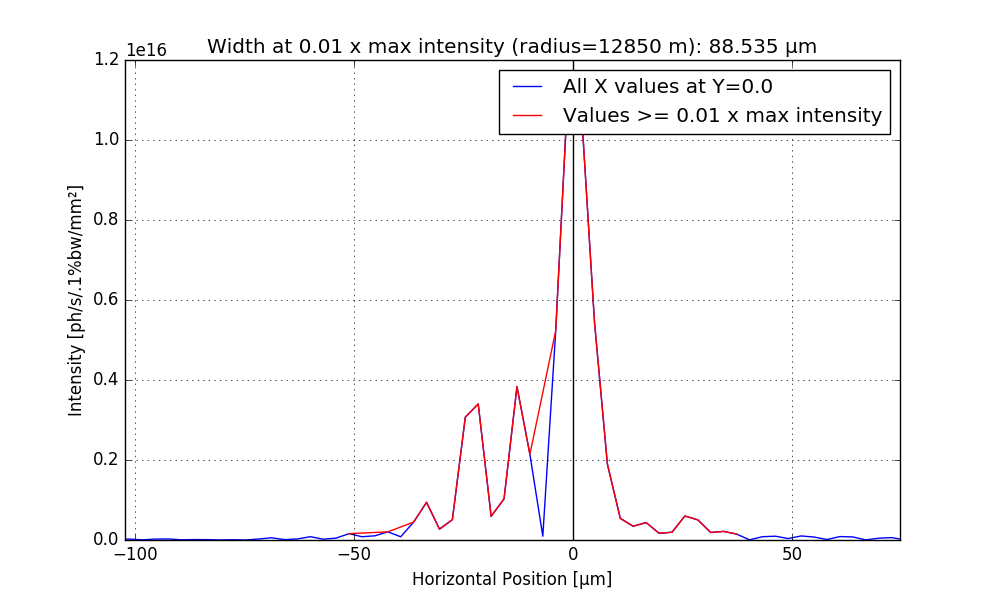 Width at 0.01 x max intensity (radius=12850 m): 88.535 μm
1e16
All X values at Y=0.0
Values >= 0.01 x max intensity
1.2
1.0
0.8
0.6
0.4
0.2
0.0
Intensity [ph/s/.1%bw/mm²]
−100
−50
0
50
Horizontal Position [μm]